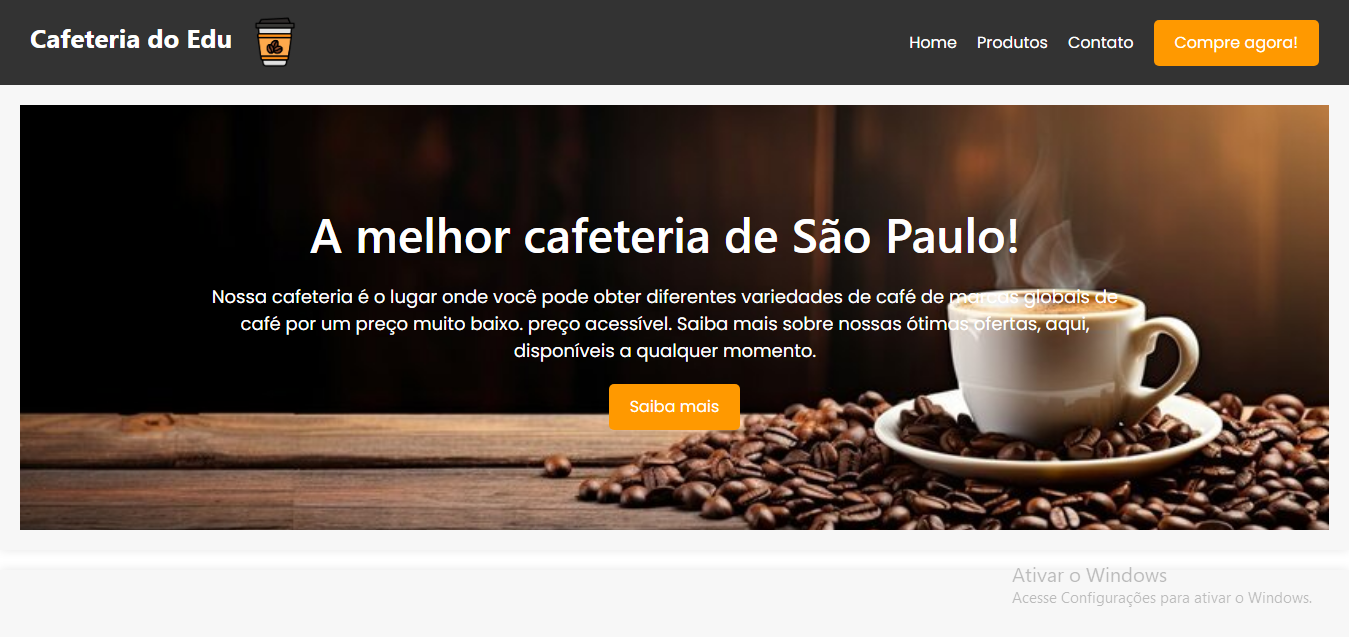 Cafeteria do Edu
Home Produtos Contato Compre agora!
A melhor cafeteria de São Paulo!
Nossa cafeteria é o lugar onde você pode obter diferentes variedades de café de marcas globais de
café por um preço muito baixo. preço acessível. Saiba mais sobre nossas ótimas ofertas, aqui,
disponíveis a qualquer momento.
Saiba mais
Ativar o Windows
Acesse Configurações para ativar o Windows.